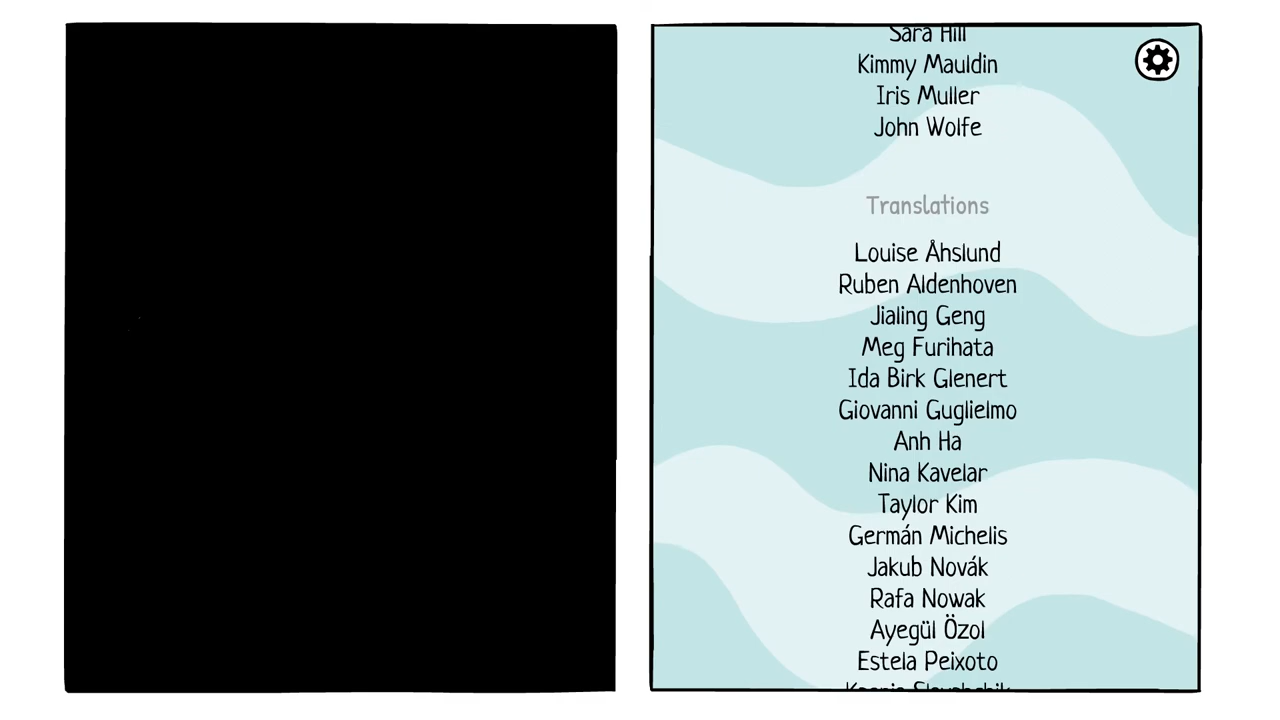 Sara Hill
Kimmy Mauldin
Iris Muller
John Wolfe
Translations
Louise Åhslund
Ruben Aldenhoven
Jialing Geng
Meg Furihata
Ida Birk Glenert
Giovanni Guglielmo
Anh Ha
Nina Kavelar
Taylor Kim
Germán Michelis
Jakub Novák
Rafa Nowak
Ayegül Özol
Estela Peixoto